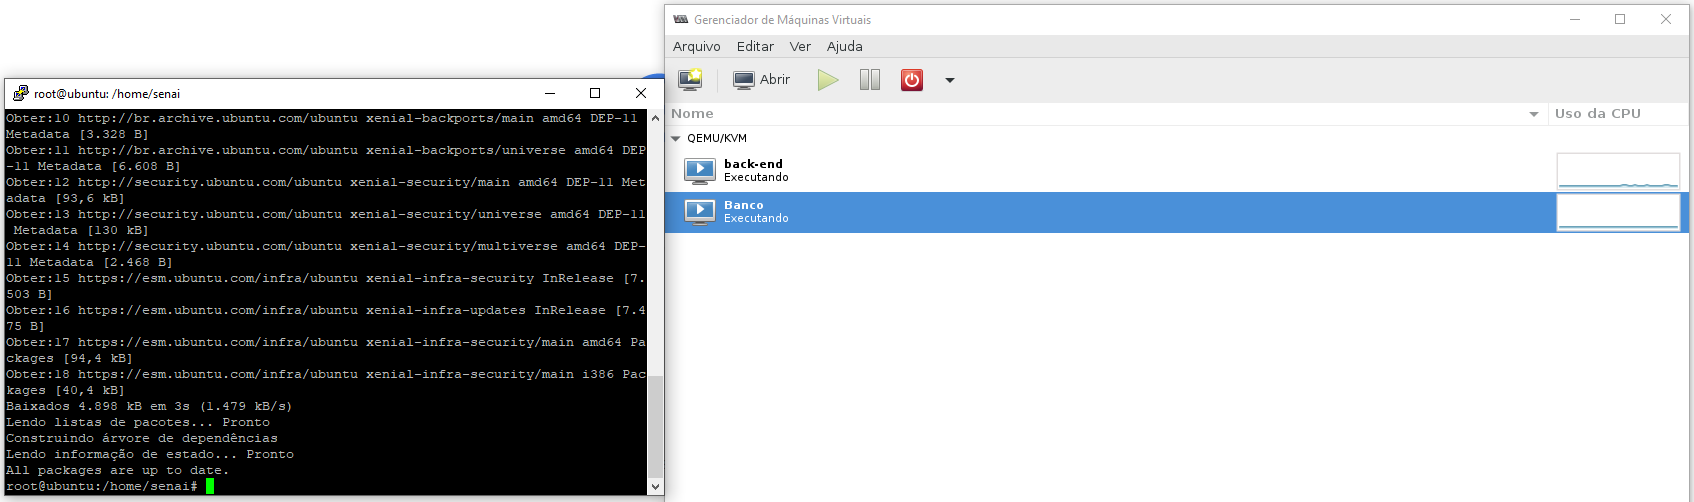 root@ubuntu: /home/senai
Obter:10 http://br.archive.ubuntu.com/ubuntu xenial-backports/main amd64 DEP-11
Metadata [3.328 B]
Obter:11 http://br.archive.ubuntu.com/ubuntu xenial-backports/universe amd64 DEP
-11 Metadata [6.608 B]
Obter:12 http://security.ubuntu.com/ubuntu xenial-security/main amd64 DEP-11 Met
adata [93,6 kB]
Obter:13 http://security.ubuntu.com/ubuntu xenial-security/universe amd64 DEP-11
 Metadata [130 kB]
Obter:14 http://security.ubuntu.com/ubuntu xenial-security/multiverse amd64 DEP-
11 Metadata [2.468 B]
Obter:15 https://esm.ubuntu.com/infra/ubuntu xenial-infra-security InRelease [7.
503 B]
Obter:16 https://esm.ubuntu.com/infra/ubuntu xenial-infra-updates InRelease [7.4
75 B]
Obter:17 https://esm.ubuntu.com/infra/ubuntu xenial-infra-security/main amd64 Pa
ckages [94,4 kB]
Obter:18 https://esm.ubuntu.com/infra/ubuntu xenial-infra-security/main i386 Pac
kages [40,4 kB]
Baixados 4.898 kB em 3s (1.479 kB/s)
Lendo listas de pacotes... Pronto
Construindo árvore de dependências
Lendo informação de estado... Pronto
All packages are up to date.
root@ubuntu:/home/senai#
Gerenciador de Máquinas Virtuais
Arquivo Editar Ver Ajuda
Abrir
Nome Uso da CPU
QEMU/KVM
back-end
Executando
Banco
Executando